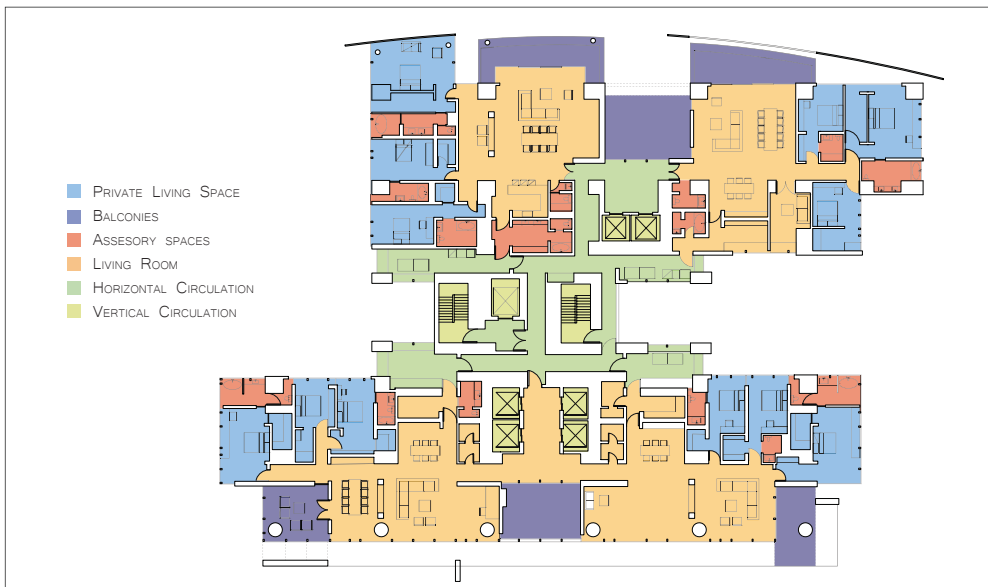 Private Living Space
Balconies
Assesory spaces
Living Room
Horizontal Circulation
Vertical Circulation